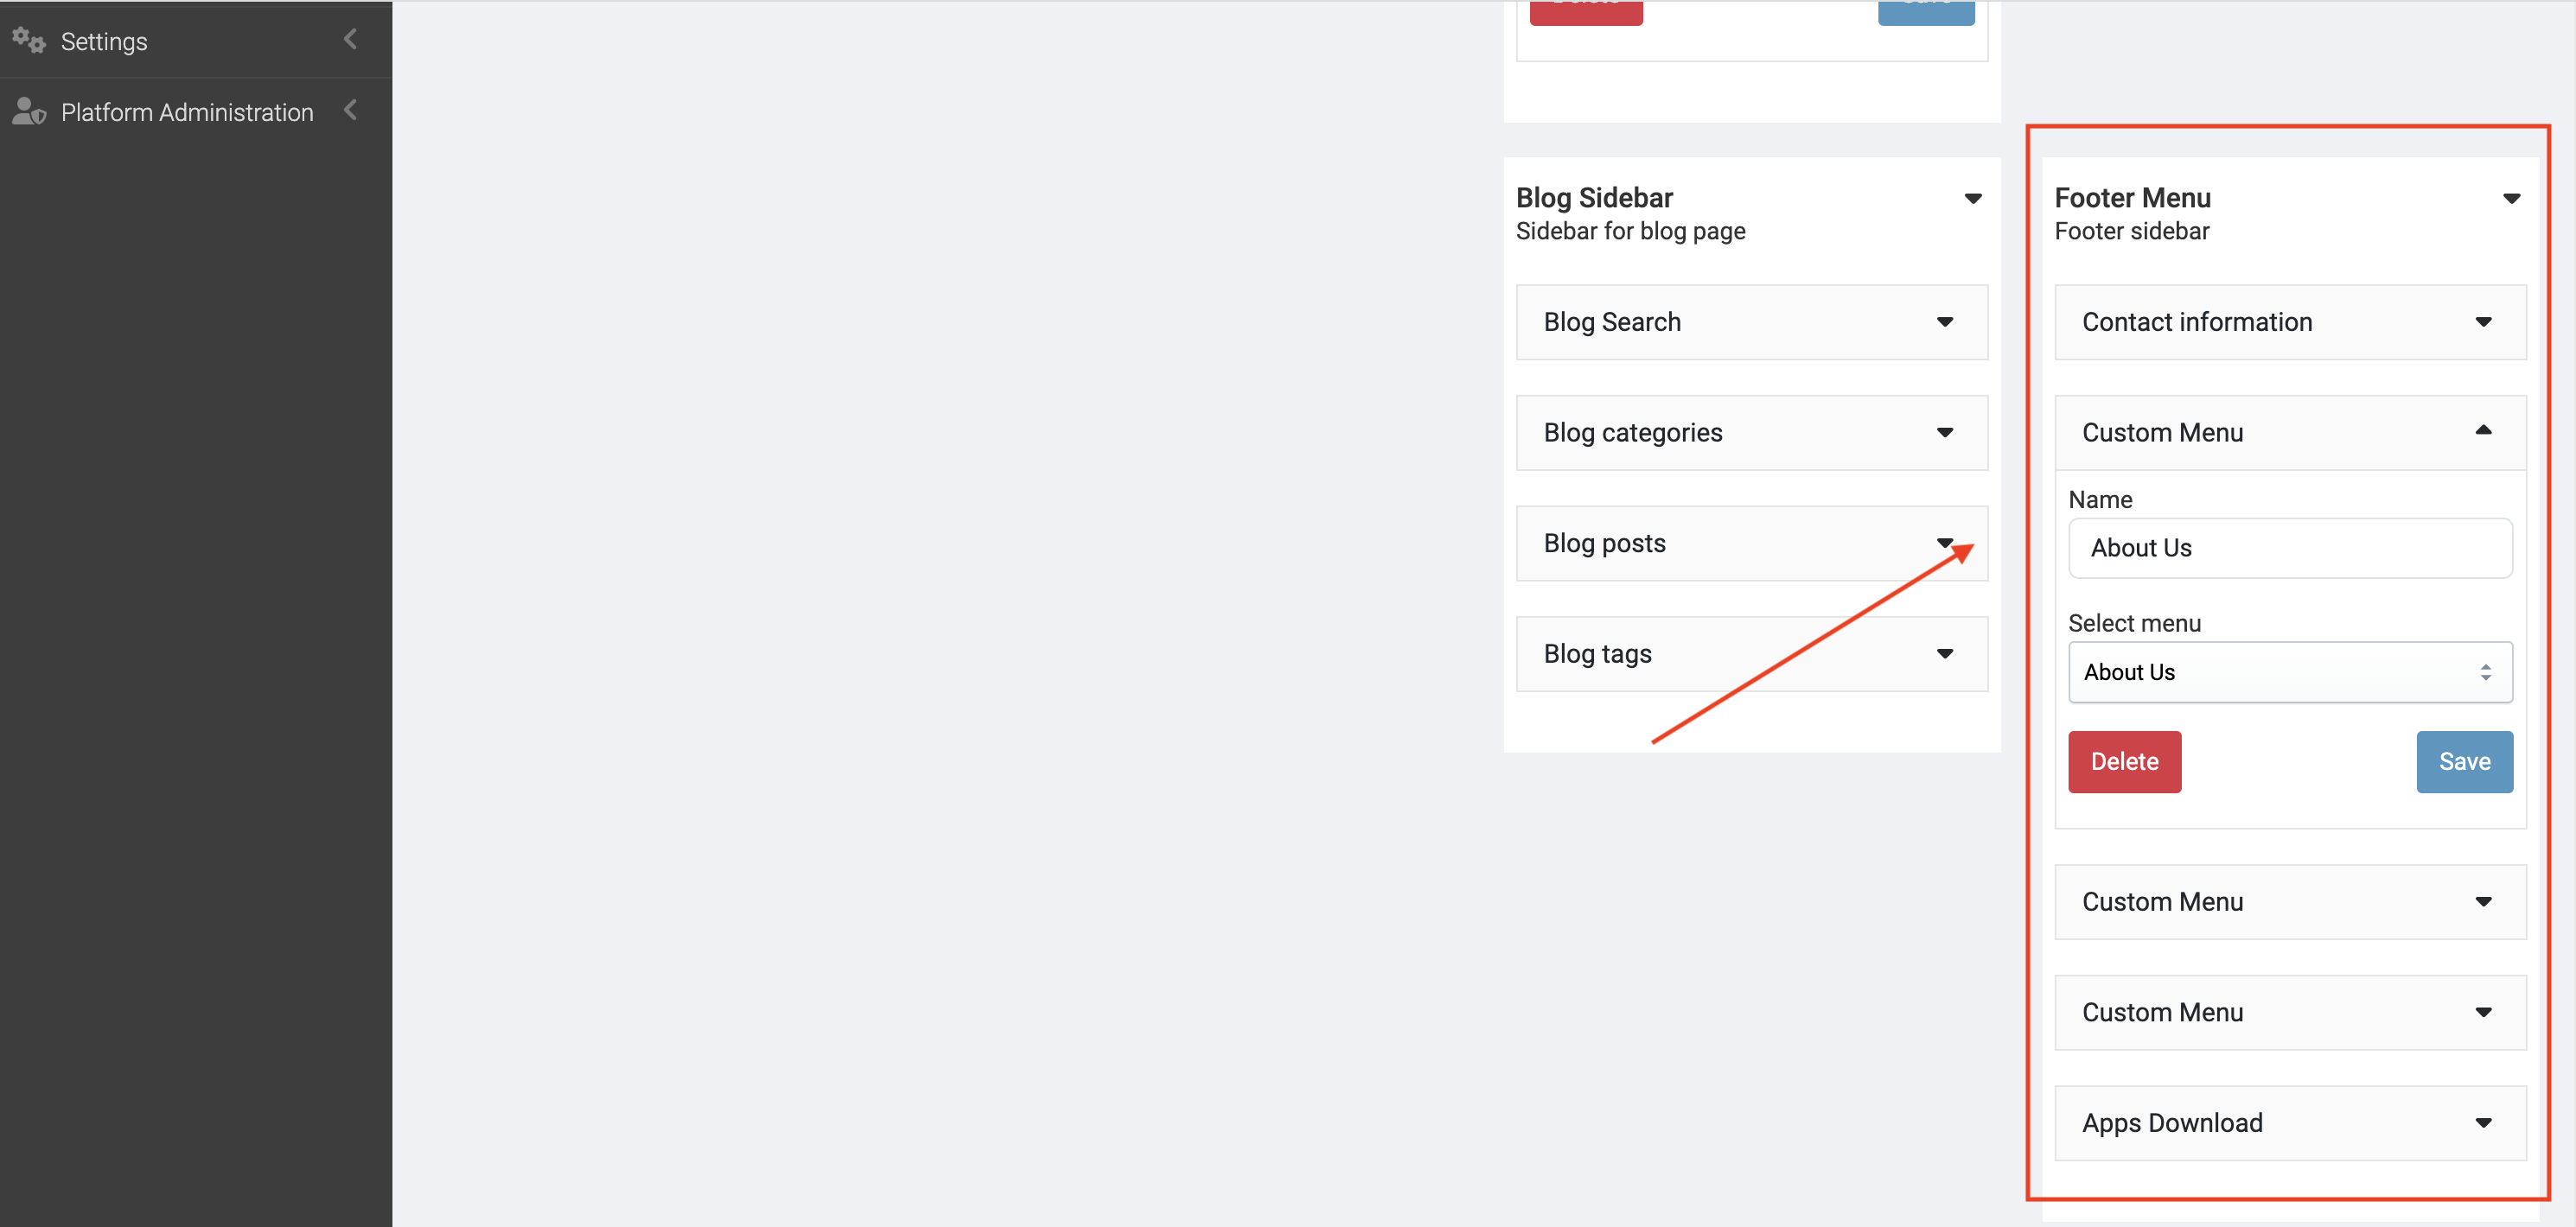 Settings
Platform Administration
Delete
Save
Blog Sidebar
Sidebar for blog page
Blog Search
Blog categories
Blog posts
Blog tags
Footer Menu
Footer sidebar
Contact information
Custom Menu
Name
About Us
Select menu
About Us
Delete
Save
Custom Menu
Custom Menu
Apps Download